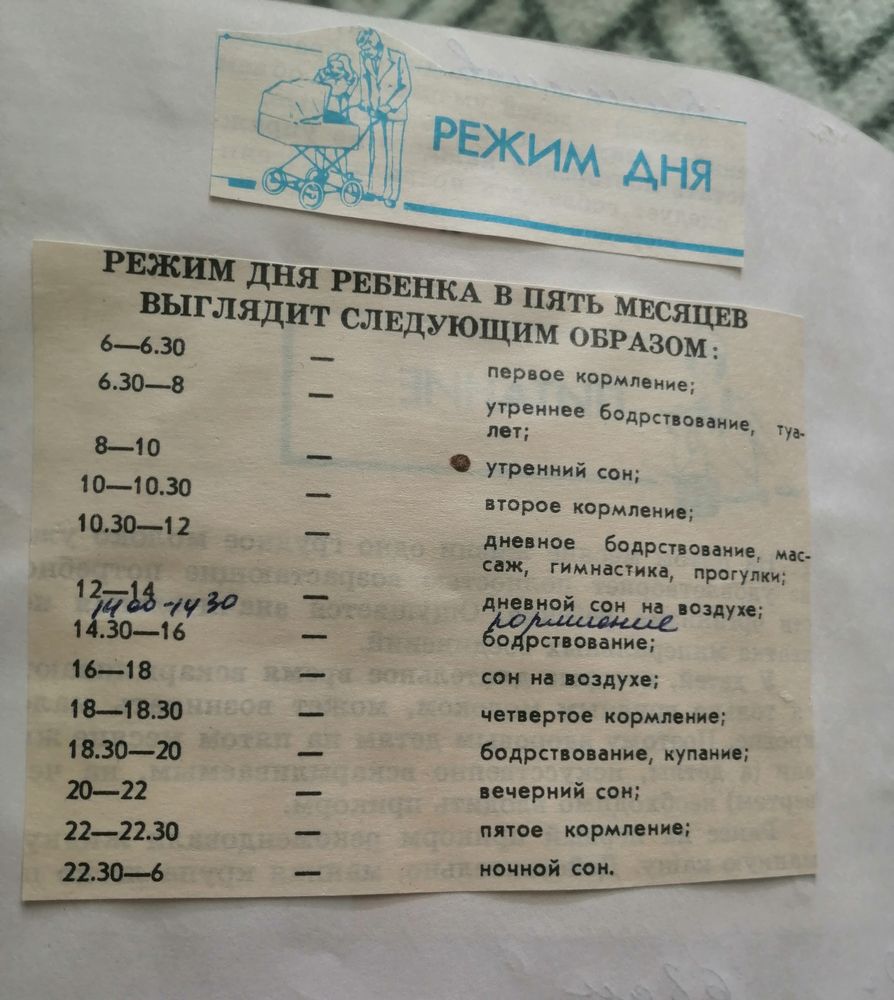 РЕЖИМ ДНЯ
РЕЖИМ ДНЯ РЕБЕНКА В ПЯТЬ МЕСЯЦЕВ
ВЫГЛЯДИТ СЛЕДУЮЩИМ ОБРАЗОМ:
6—6.30 — первое кормление;
6.30—8 — утреннее бодрствование, туа-
лет;
8—10 — утренний сон;
10—10.30 — второе кормление;
10.30—12 — дневное бодрствование, мас-
саж, гимнастика, прогулки;
12—14 — дневной сон на воздухе;
14 00-14 30 кормление
14.30—16 — бодрствование;
16—18 — сон на воздухе;
18—18.30 — четвертое кормление;
18.30—20 — бодрствование, купание;
20—22 — вечерний сон;
22—22.30 — пятое кормление;
22.30—6 — ночной сон.